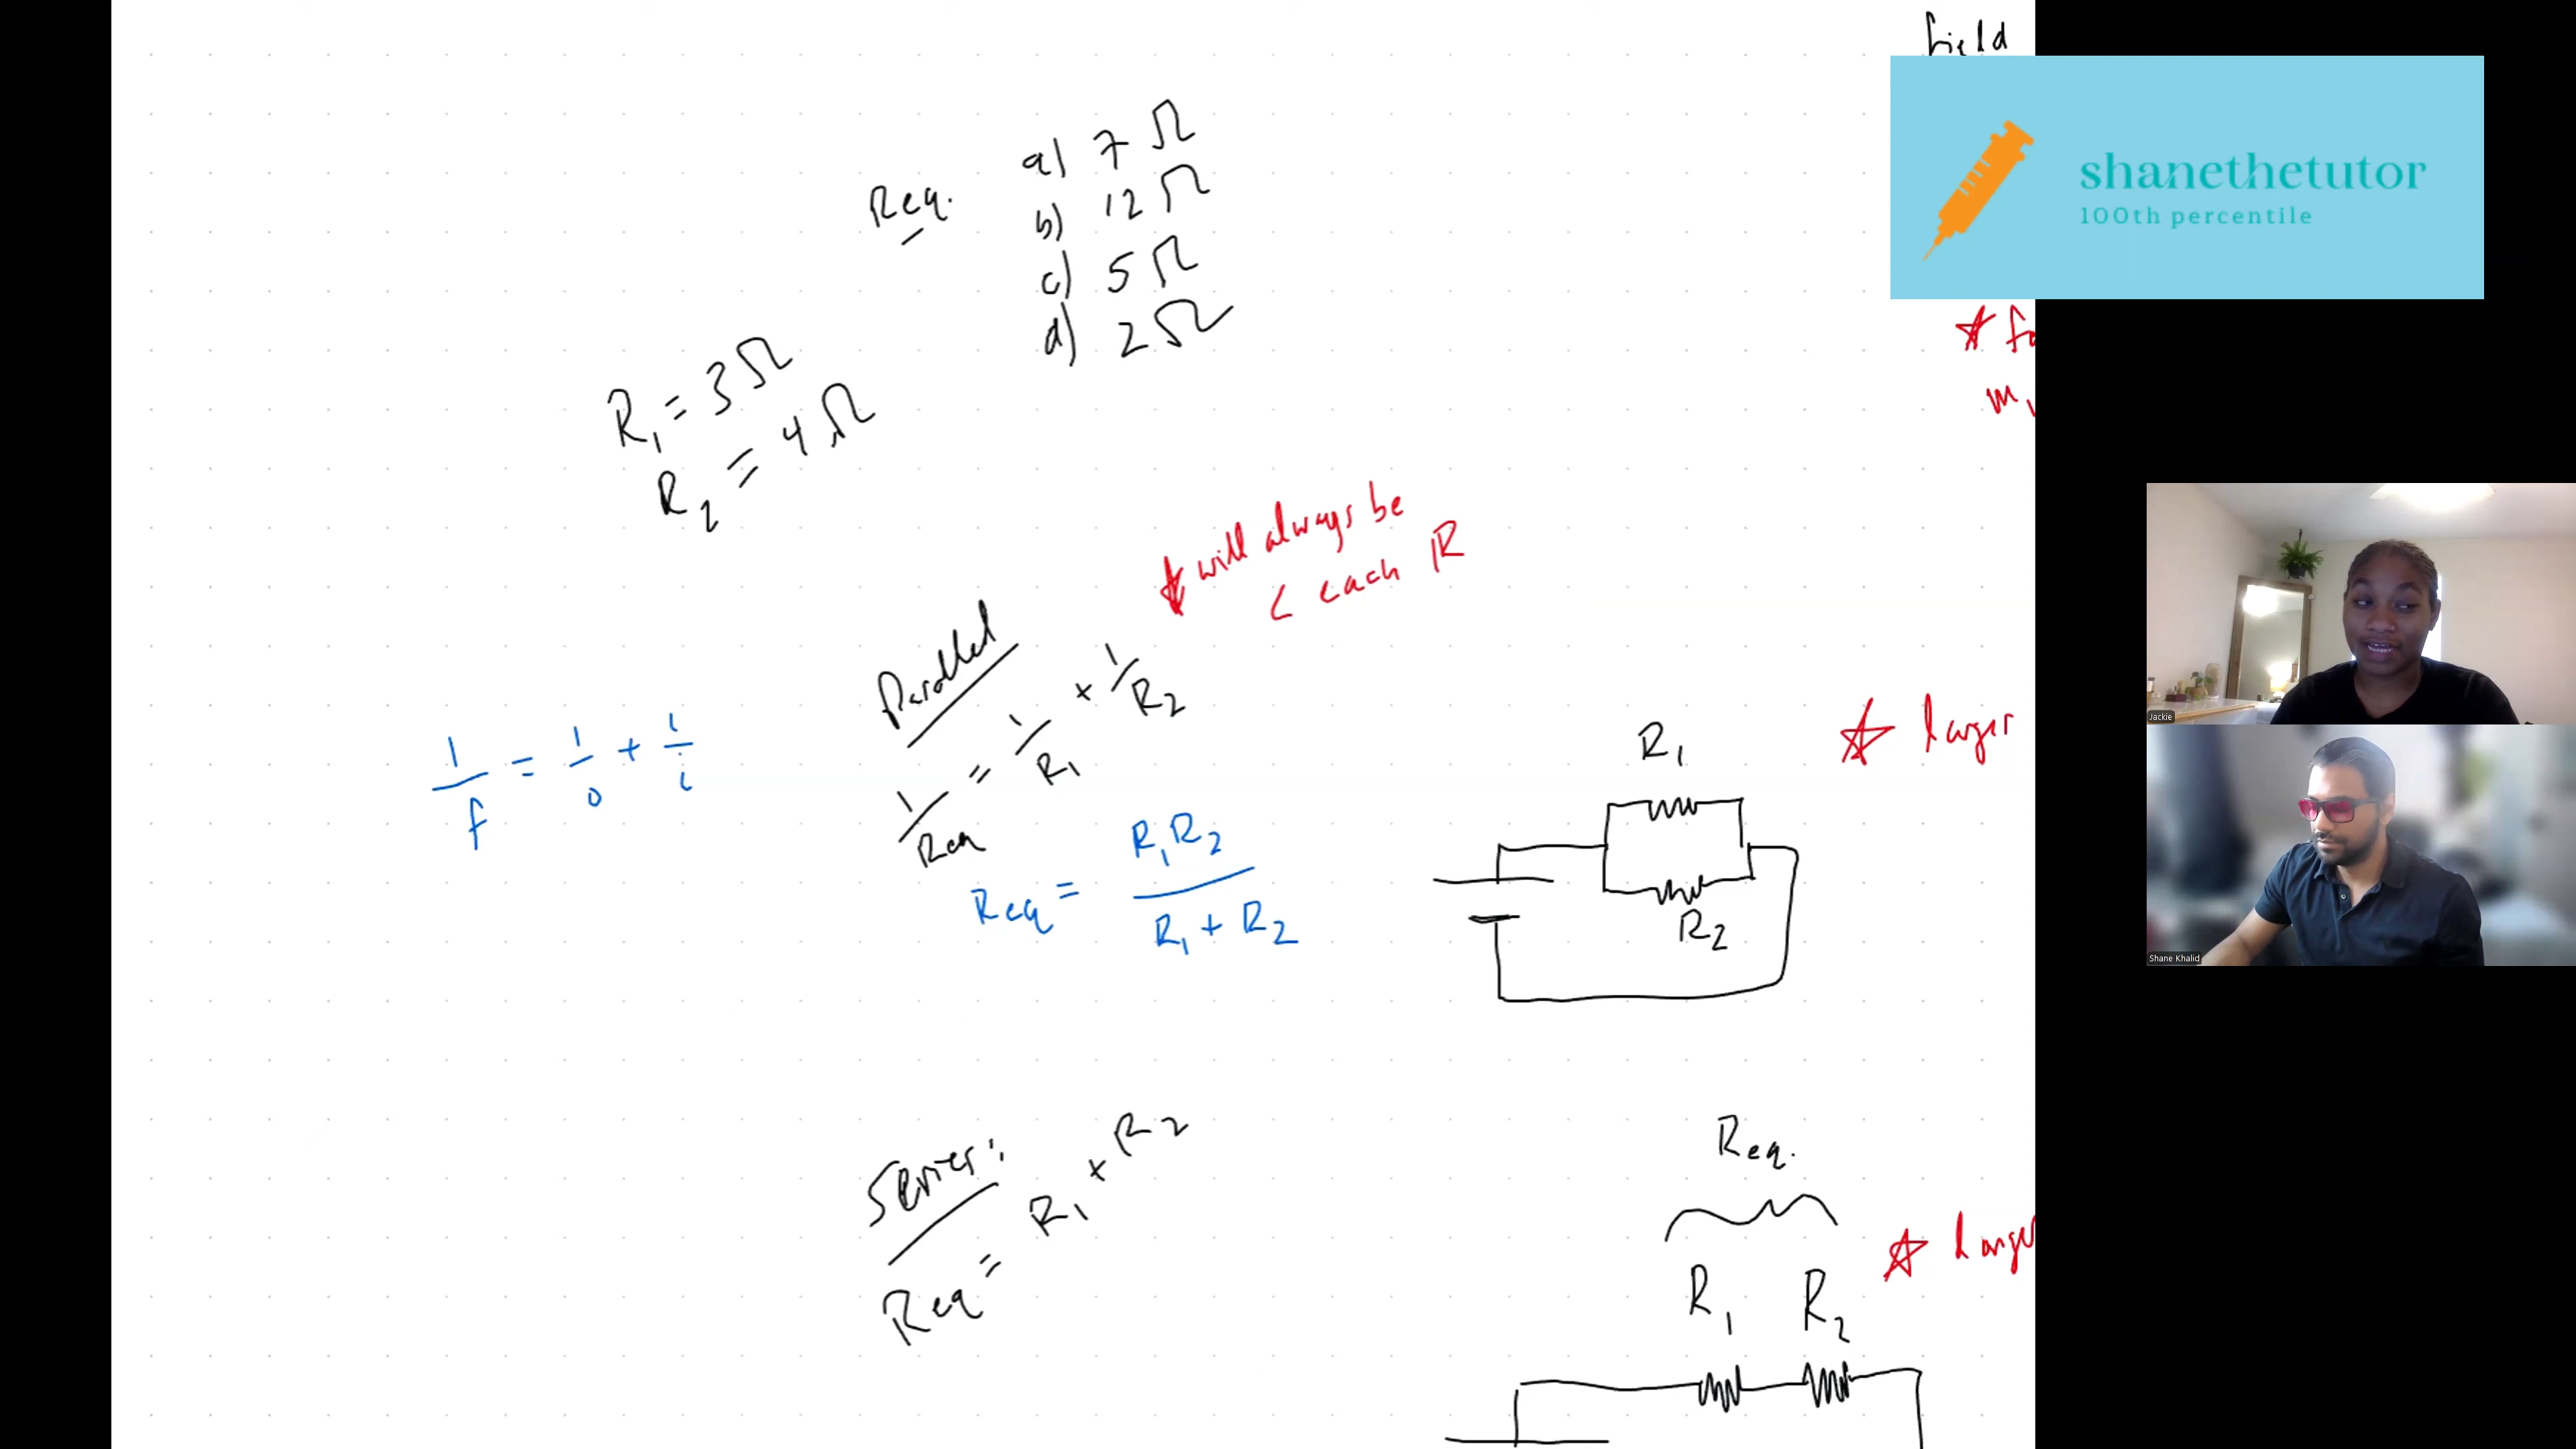 field
shanethetutor
100th percentile
Req.
a) 7 Ω
b) 12 Ω
c) 5 Ω
d) 2 Ω
R1 = 3 Ω
R2 = 4 Ω
will always be
< each R
Parallel
1/Req = 1/R1 + 1/R2
1/f = 1/o + 1/i
Req = R1R2 / R1 + R2
R1
R2
larger
Series:
Req = R1 + R2
Req.
R1 R2
Jackie
Shane Khalid